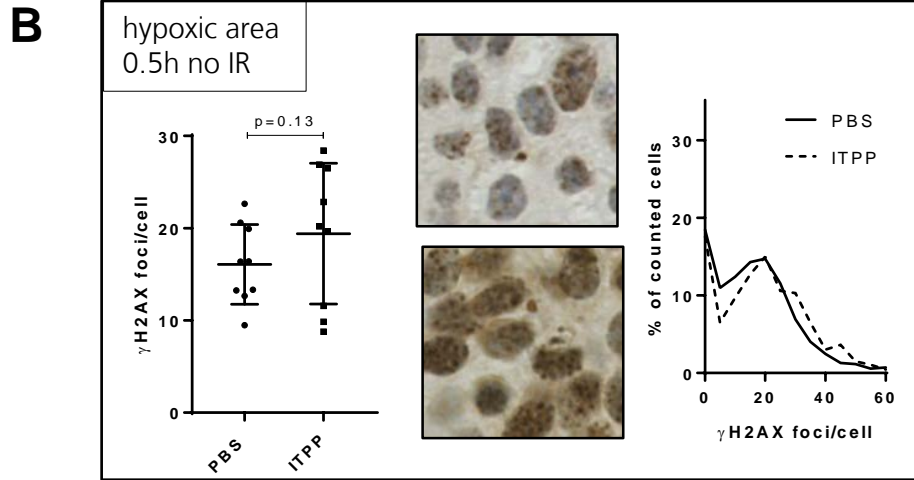 B
hypoxic area
0.5h no IR
p=0.13
30
20
10
0
γH2AX foci/cell
PBS
ITPP
PBS
ITPP
% of counted cells
30
20
10
0
0 20 40 60
γH2AX foci/cell